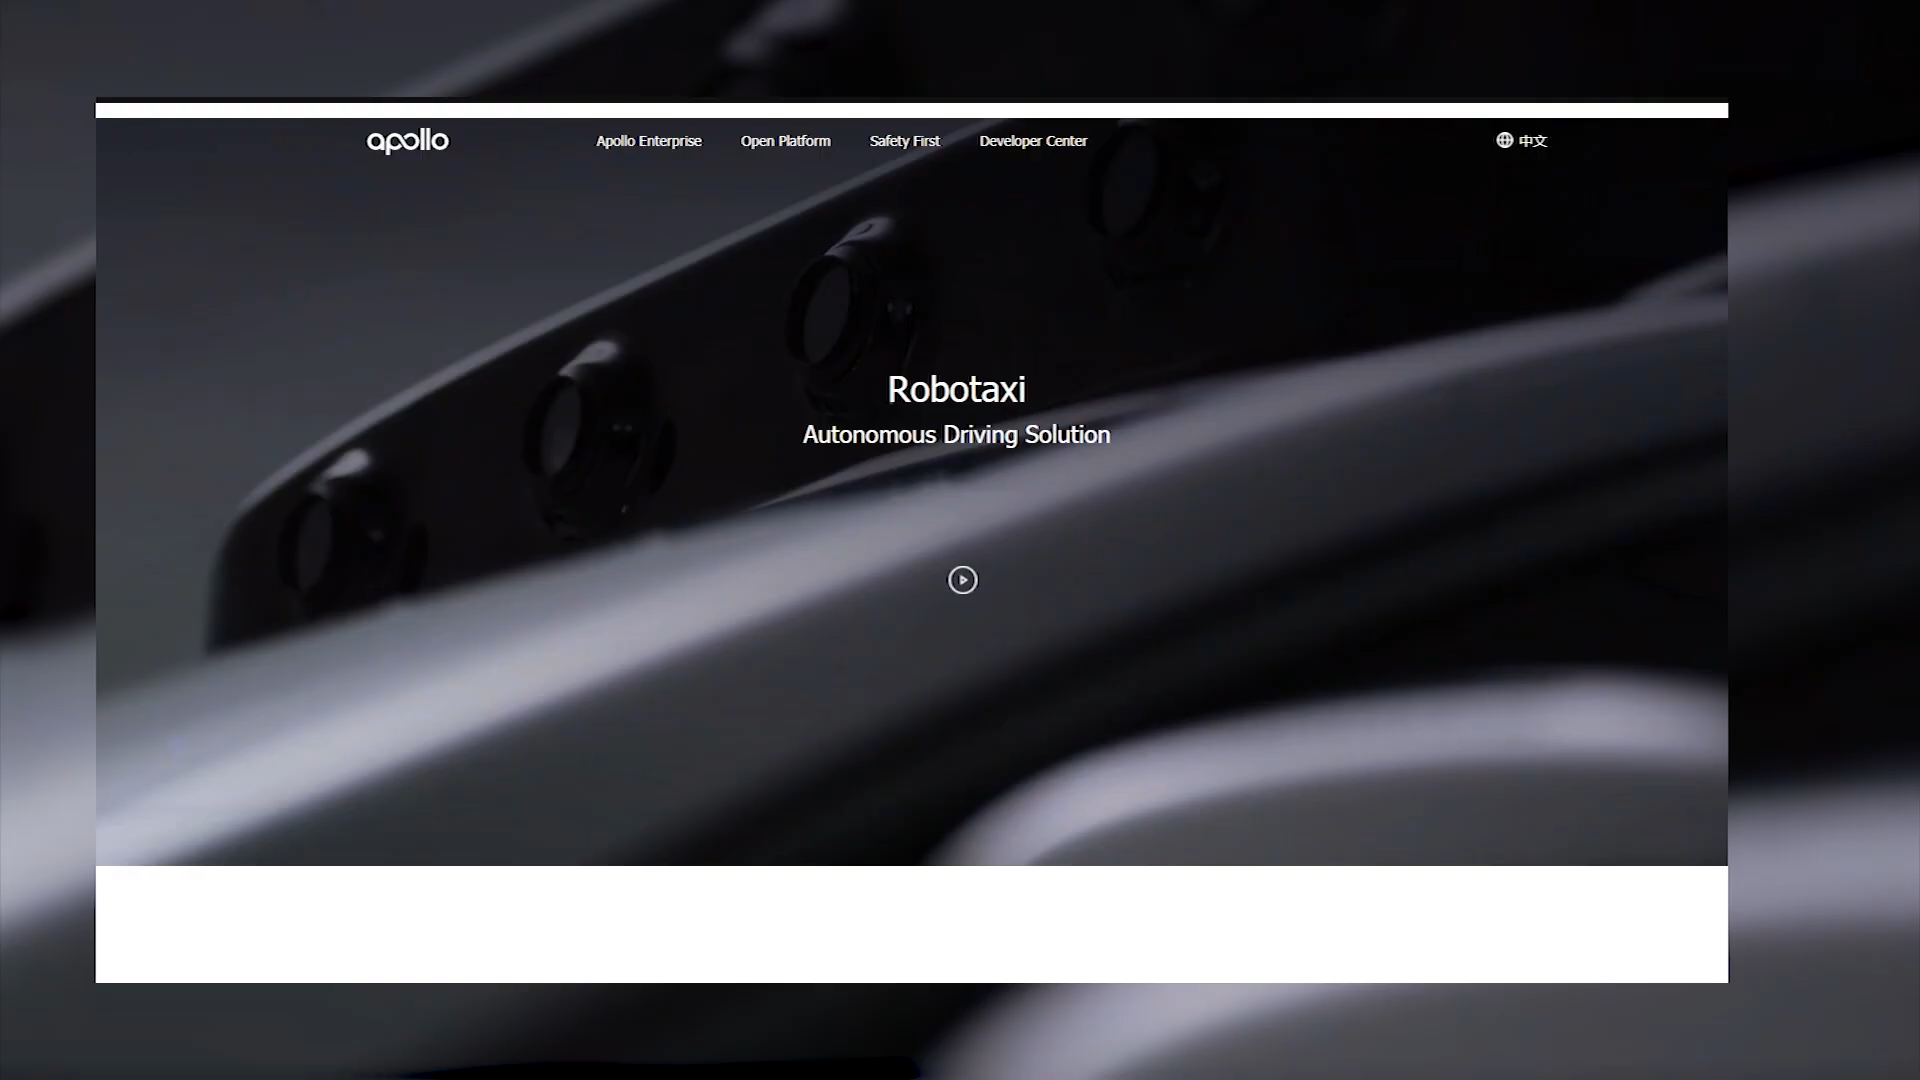 apollo
Apollo Enterprise
Open Platform
Safety First
Developer Center
中文
Robotaxi
Autonomous Driving Solution